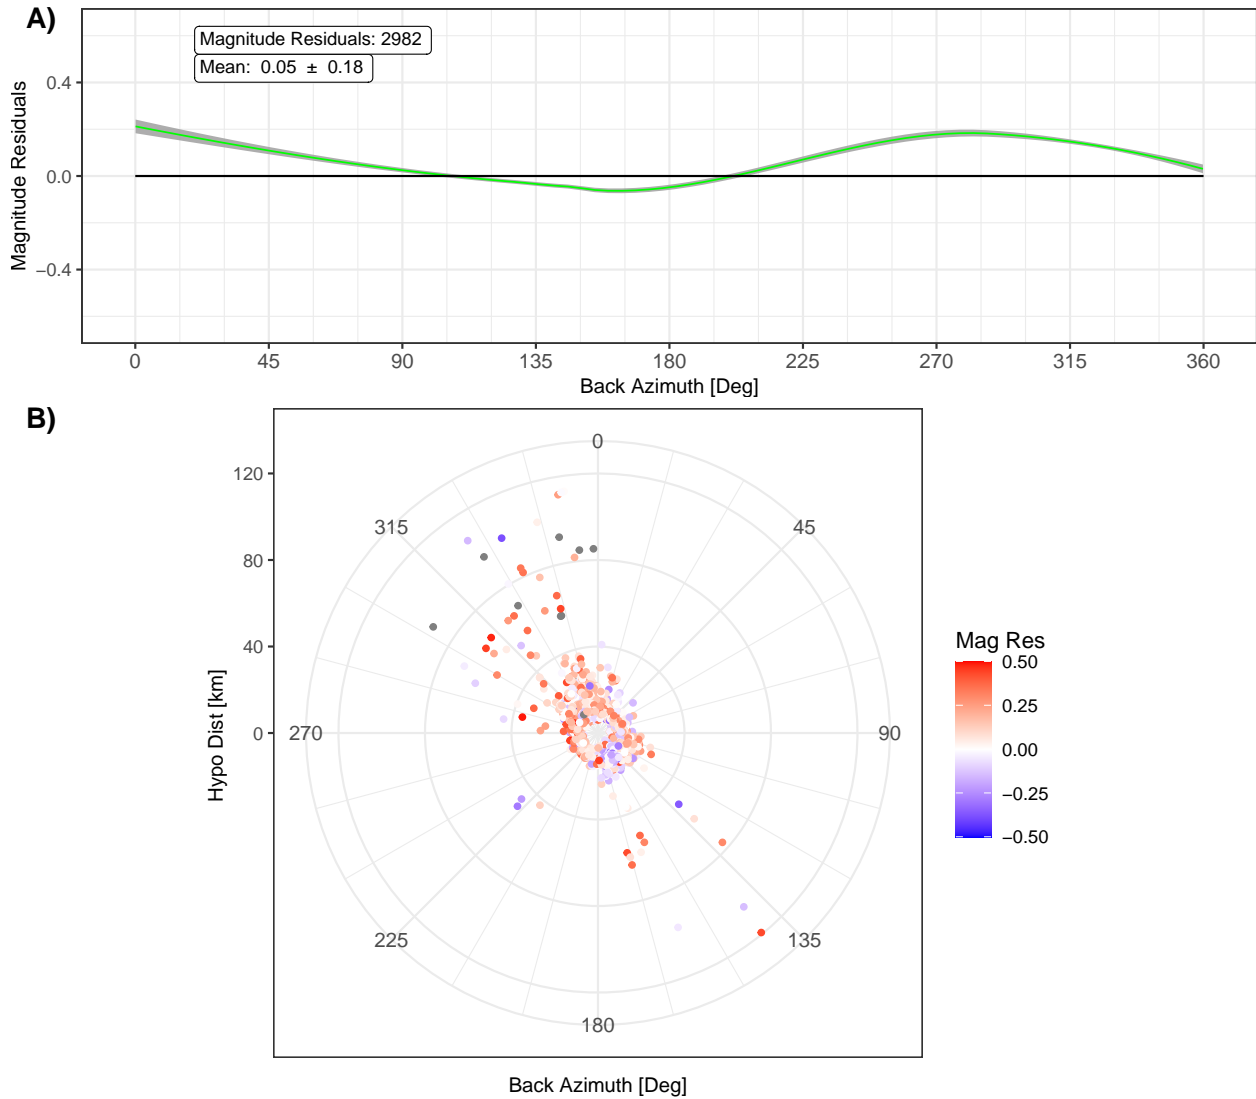 A)
Magnitude Residuals: 2982
Mean:  0.05  ±  0.18
0.4
0.0
−0.4
Magnitude Residuals
0 45 90 135 180 225 270 315 360
Back Azimuth [Deg]
B)
0
45
90
135
180
225
270
315
120
80
40
0
Hypo Dist [km]
Back Azimuth [Deg]
Mag Res
0.50
0.25
0.00
−0.25
−0.50